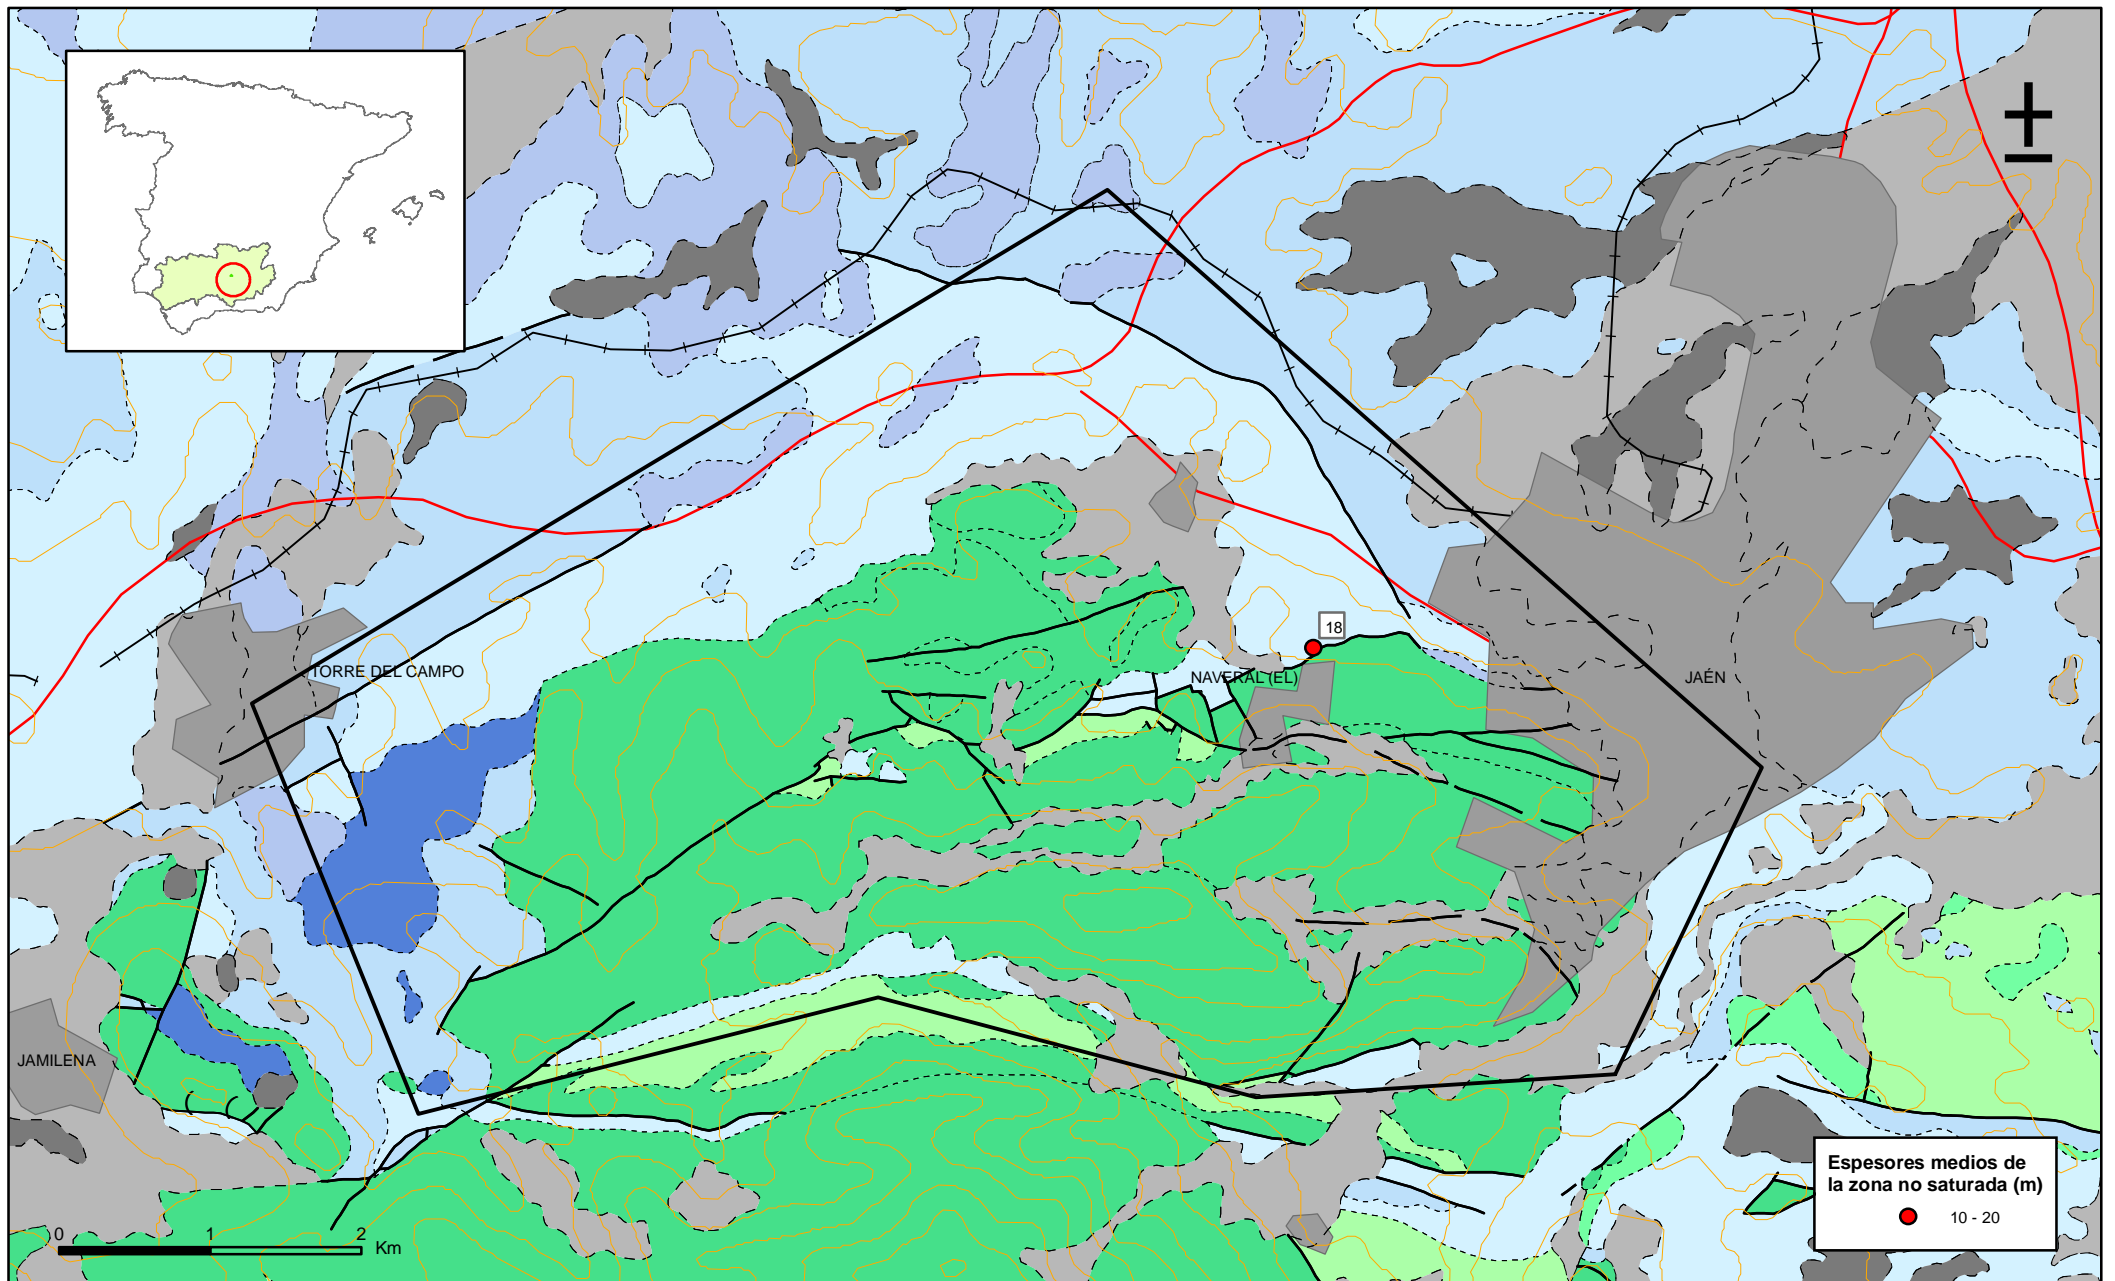 18
TORRE DEL CAMPO
NAVERAL (EL)
JAÉN
JAMILENA
Espesores medios de
la zona no saturada (m)
10 - 20
0 1 2
Km